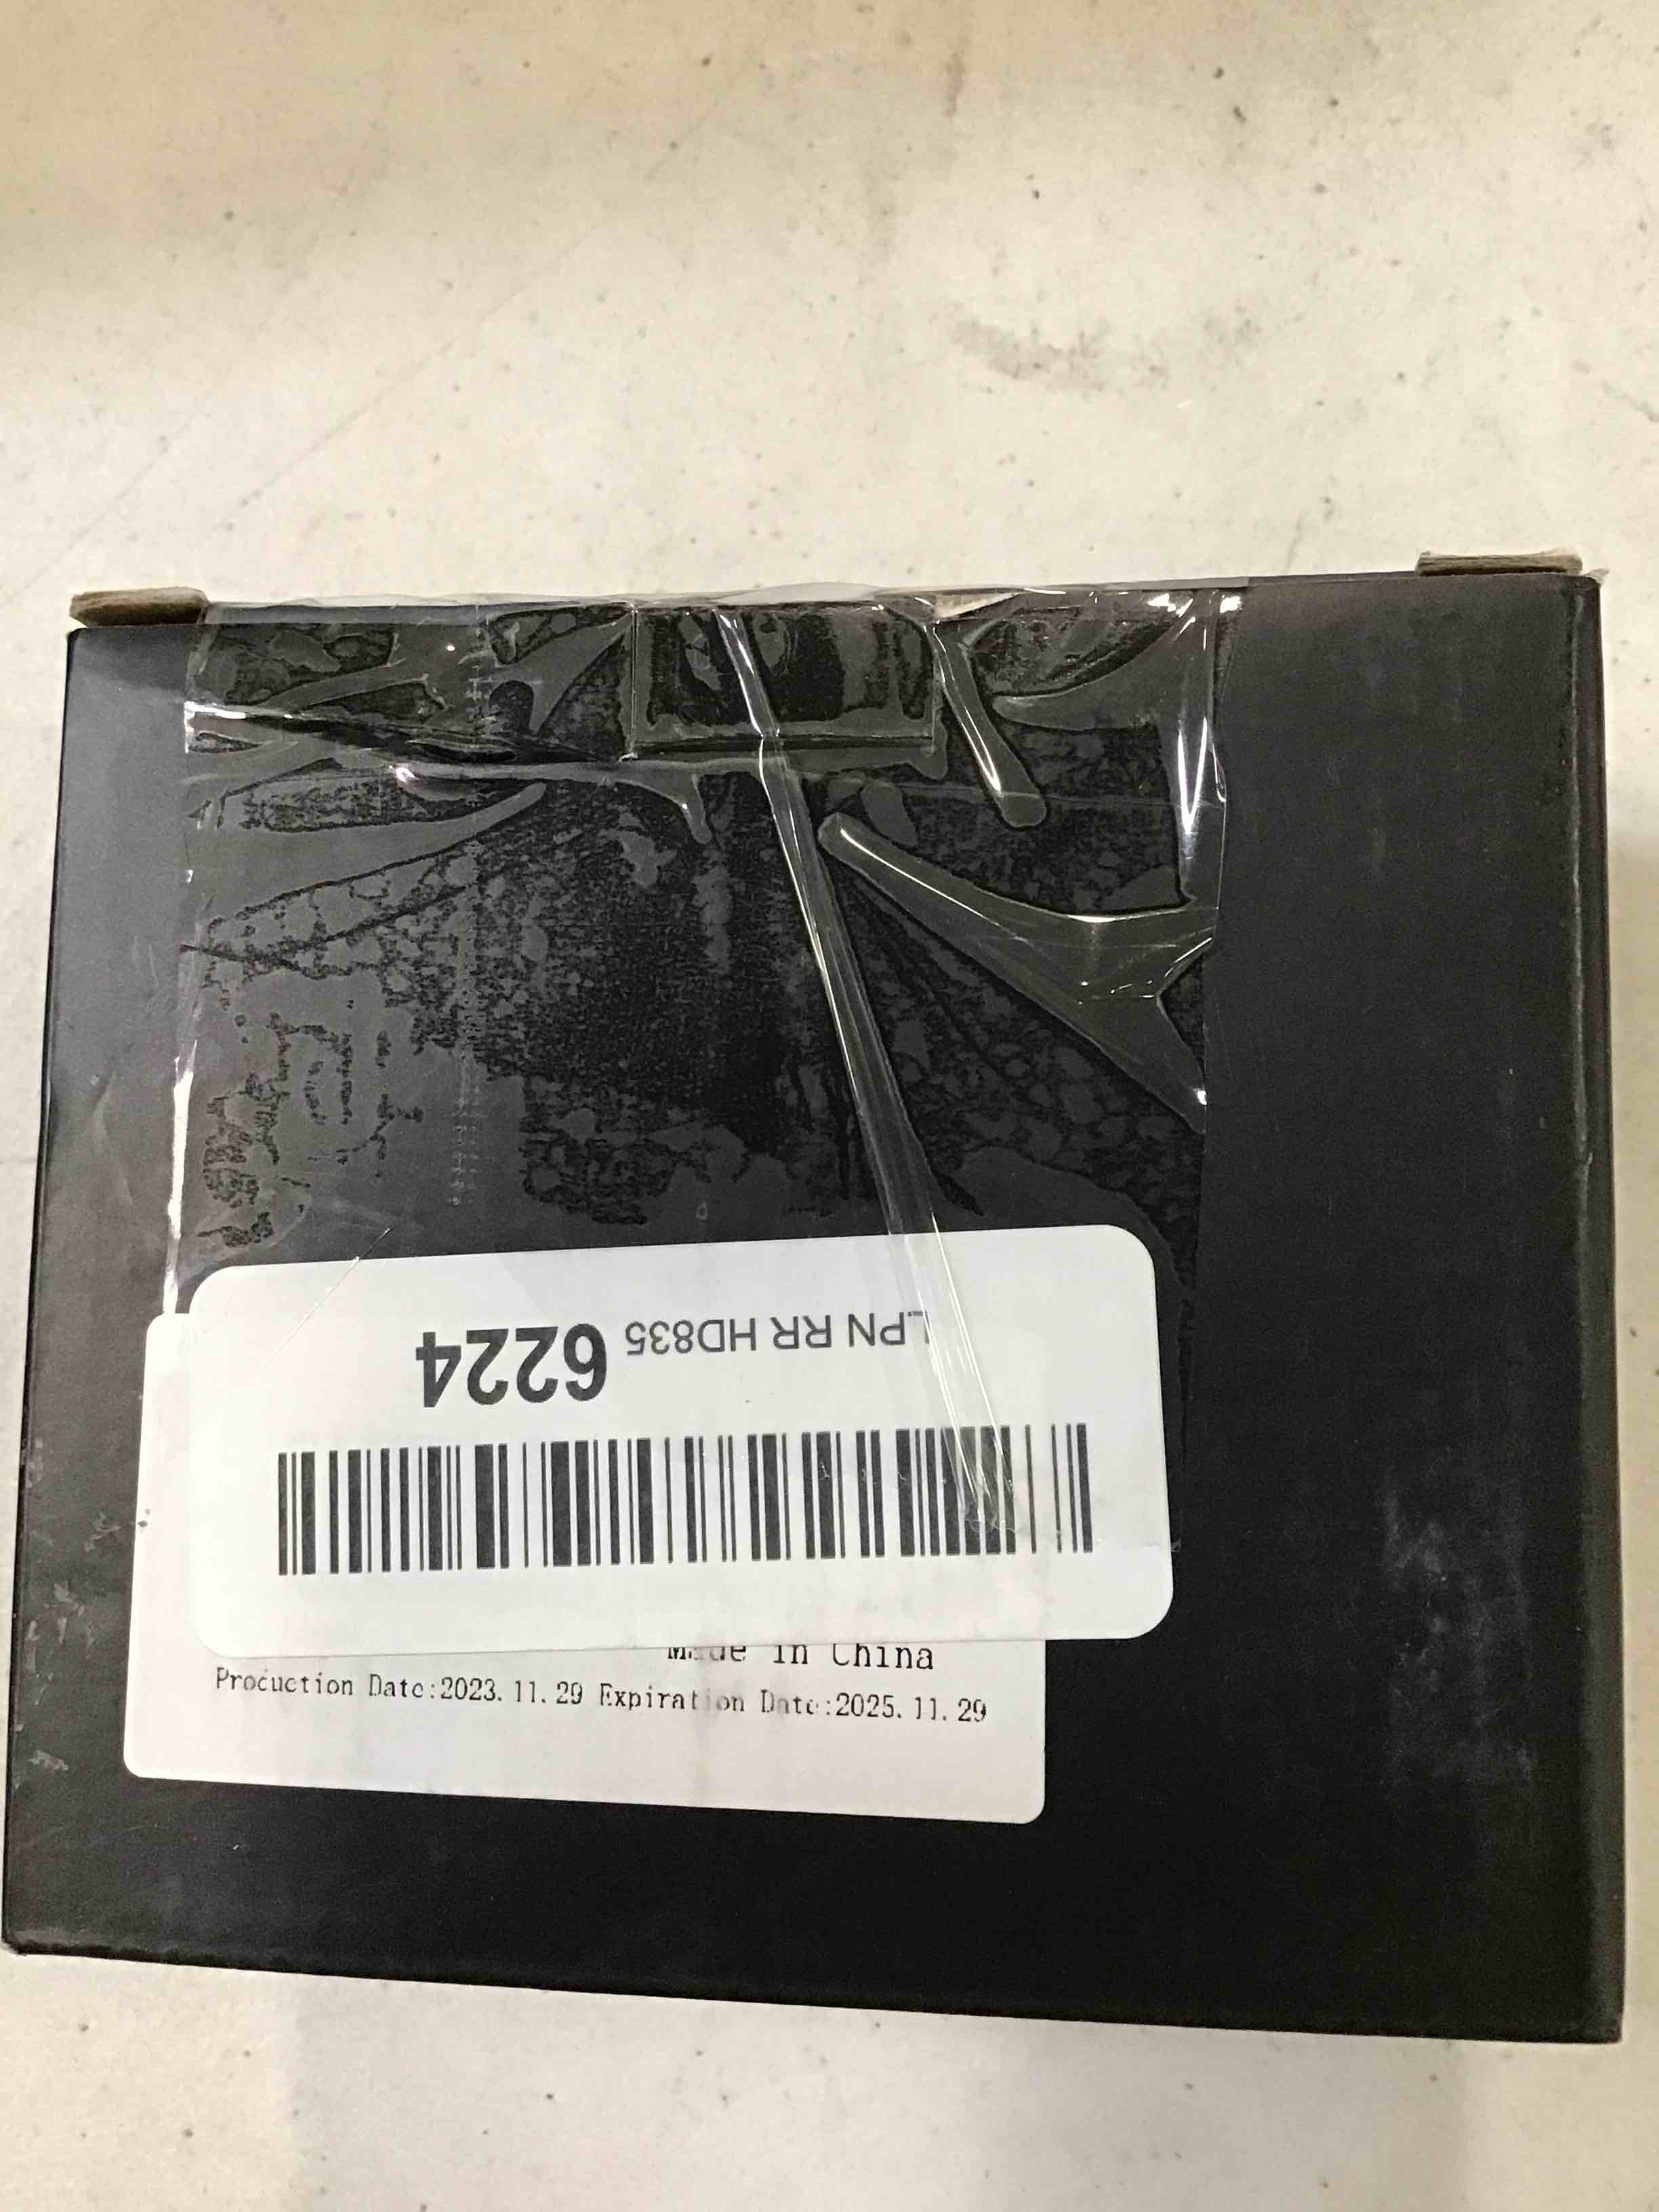 LPN RR HD835 6224
Made in China
Production Date:2023.11.29 Expiration Date:2025.11.29